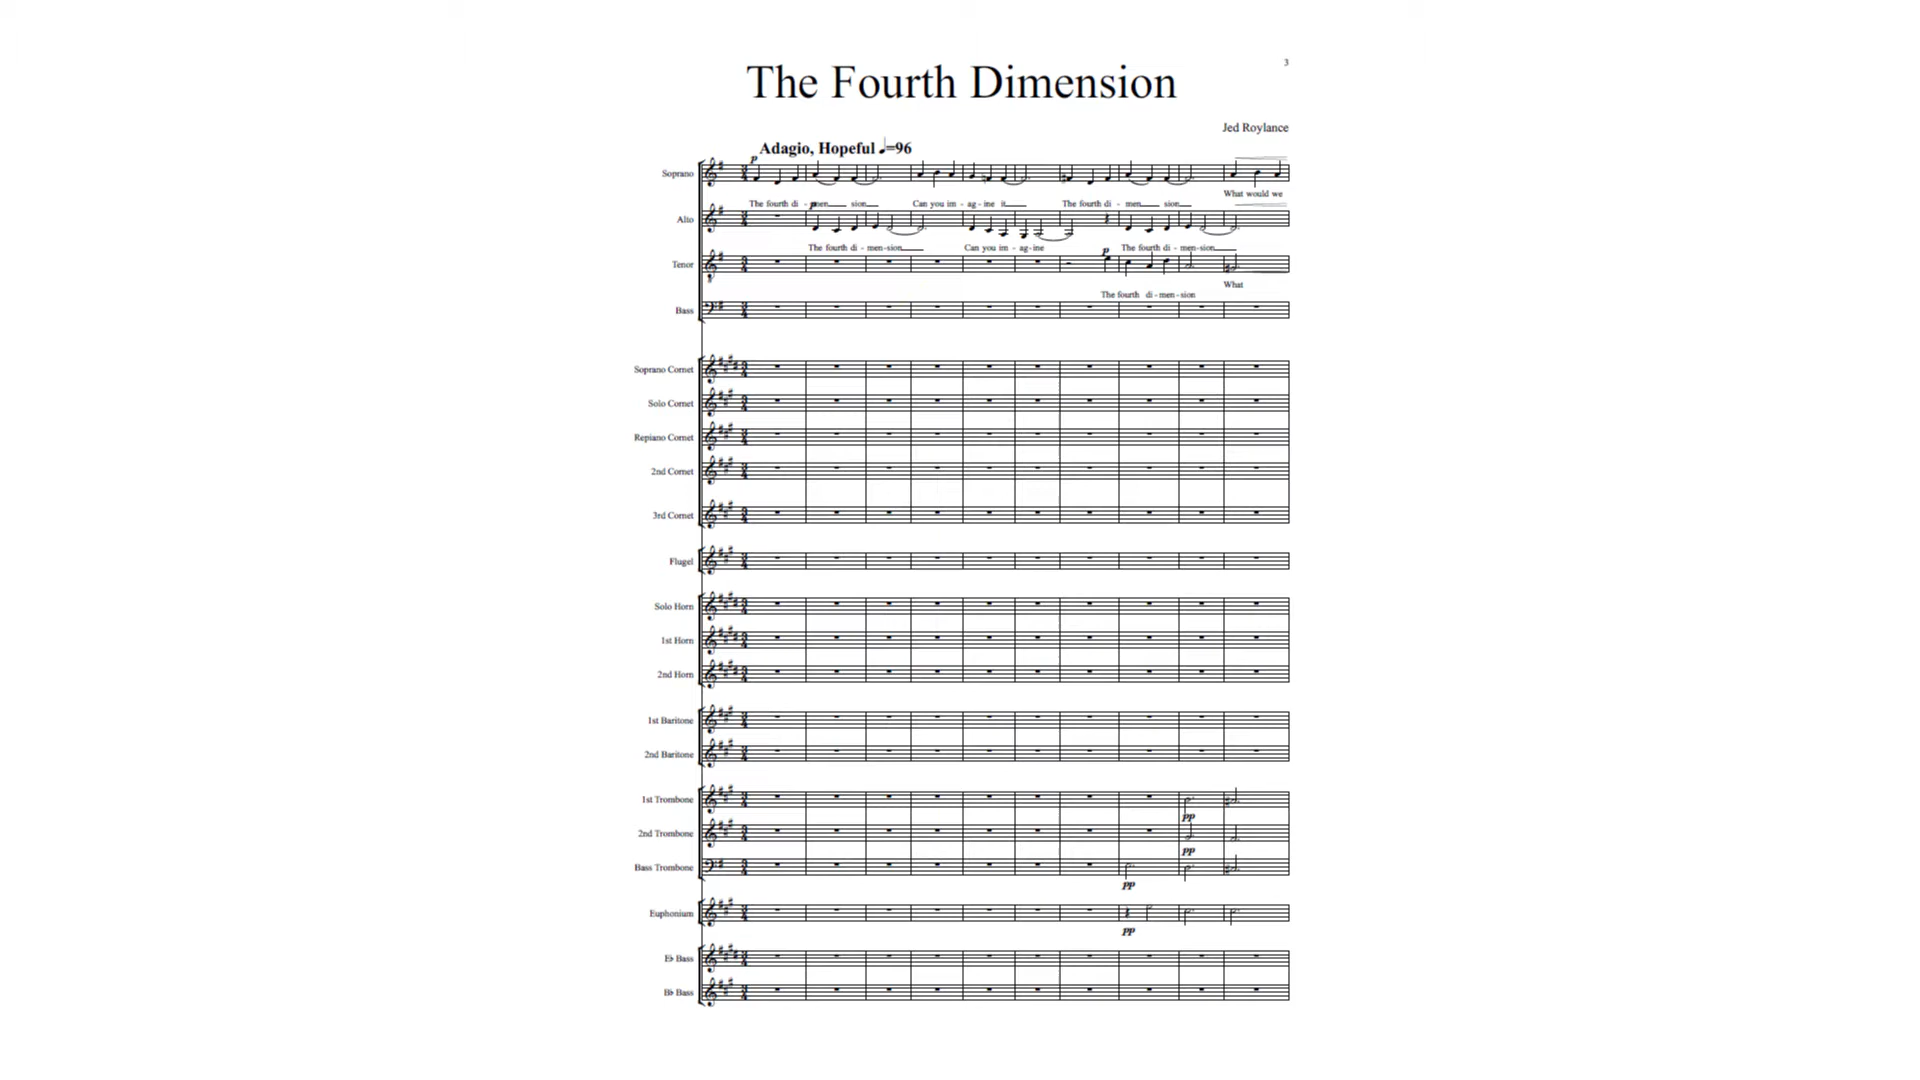 3
The Fourth Dimension
Jed Roylance
Adagio, Hopeful ♩=96
p
Soprano
What would we
The fourth di - men sion Can you im - ag - ine it The fourth di - men sion
p
Alto
The fourth di - men-sion Can you im - ag-ine The fourth di - men-sion
p
Tenor
What
The fourth di - men - sion
Bass
Soprano Cornet
Solo Cornet
Repiano Cornet
2nd Cornet
3rd Cornet
Flugel
Solo Horn
1st Horn
2nd Horn
1st Baritone
2nd Baritone
1st Trombone
pp
2nd Trombone
pp
Bass Trombone
pp
Euphonium
pp
E♭ Bass
B♭ Bass